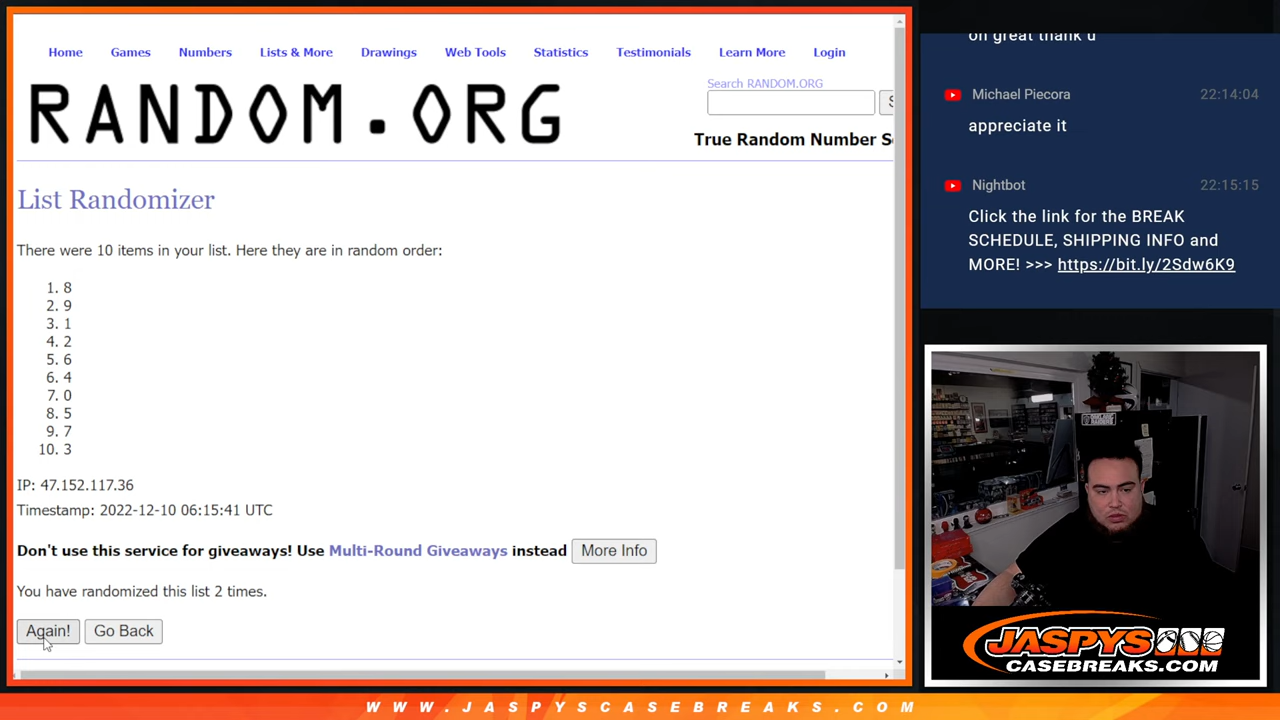 Home Games Numbers Lists & More Drawings Web Tools Statistics Testimonials Learn More Login
Search RANDOM.ORG
RANDOM.ORG
True Random Number S
List Randomizer
There were 10 items in your list. Here they are in random order:
1. 8
2. 9
3. 1
4. 2
5. 6
6. 4
7. 0
8. 5
9. 7
10. 3
IP: 47.152.117.36
Timestamp: 2022-12-10 06:15:41 UTC
Don't use this service for giveaways! Use Multi-Round Giveaways instead More Info
You have randomized this list 2 times.
Again! Go Back
on great thank u
Michael Piecora 22:14:04
appreciate it
Nightbot 22:15:15
Click the link for the BREAK
SCHEDULE, SHIPPING INFO and
MORE! >>> https://bit.ly/2Sdw6K9
JASPYS
CASEBREAKS.COM
WWW.JASPYSCASEBREAKS.COM